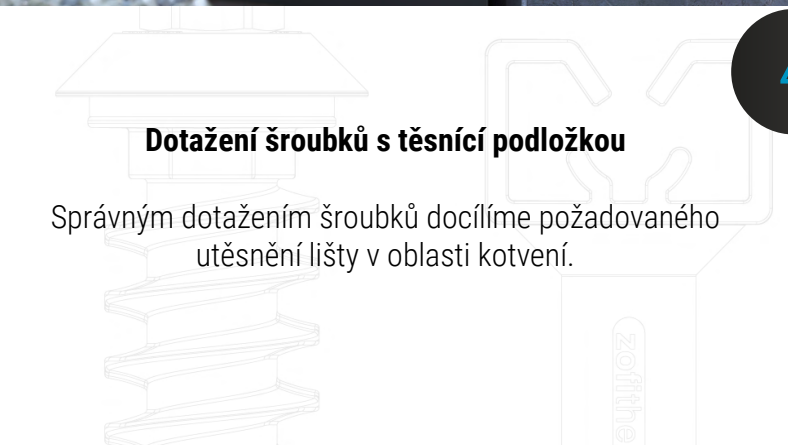 Dotažení šroubků s těsnící podložkou
Správným dotažením šroubků docílíme požadovaného
utěsnění lišty v oblasti kotvení.